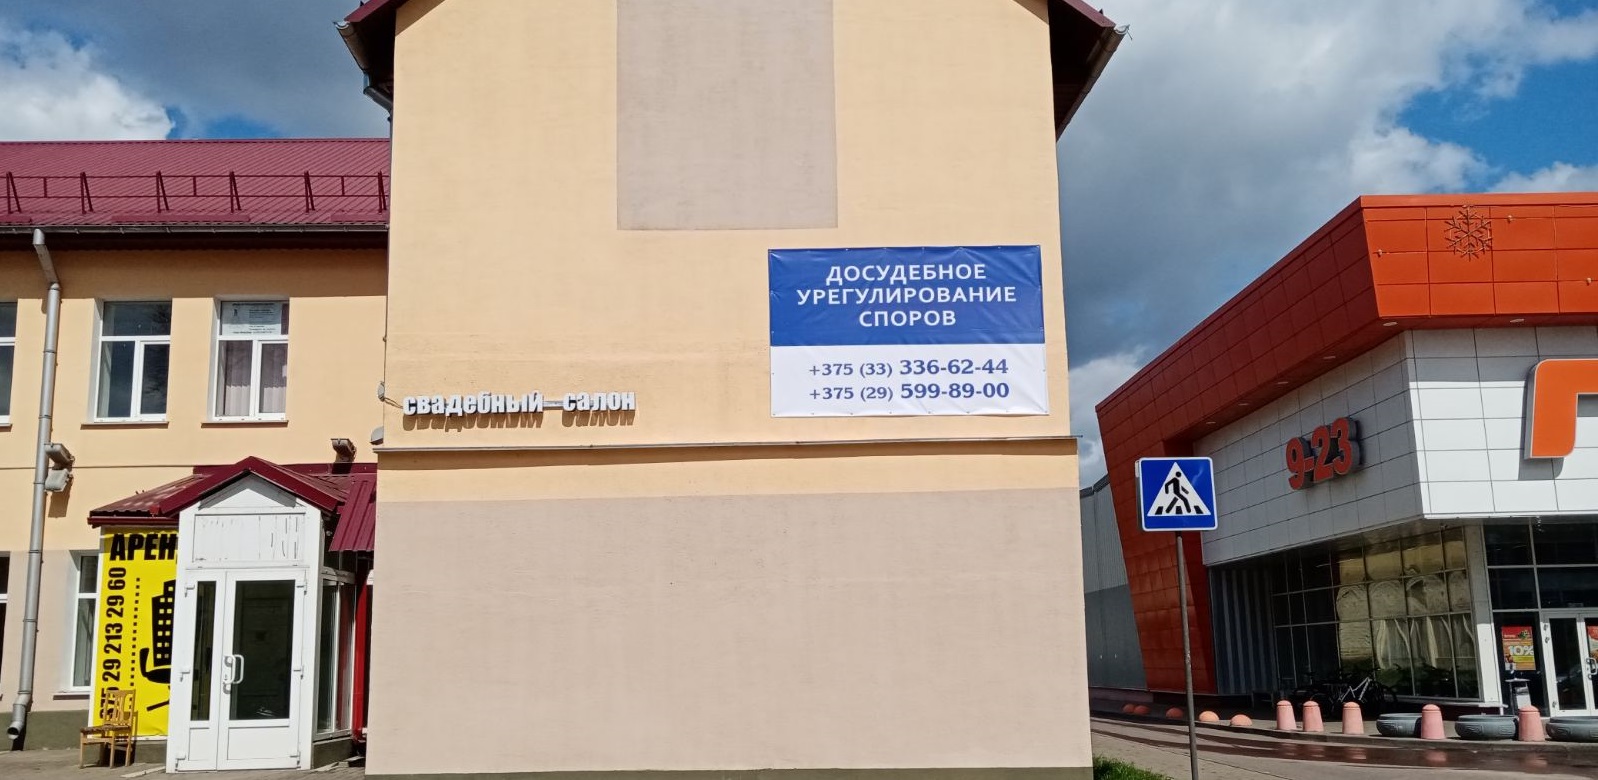 ДОСУДЕБНОЕ
УРЕГУЛИРОВАНИЕ
СПОРОВ
+375 (33) 336-62-44
+375 (29) 599-89-00
свадебный салон
9-23
АРЕН
375 29 213 29 60
10%